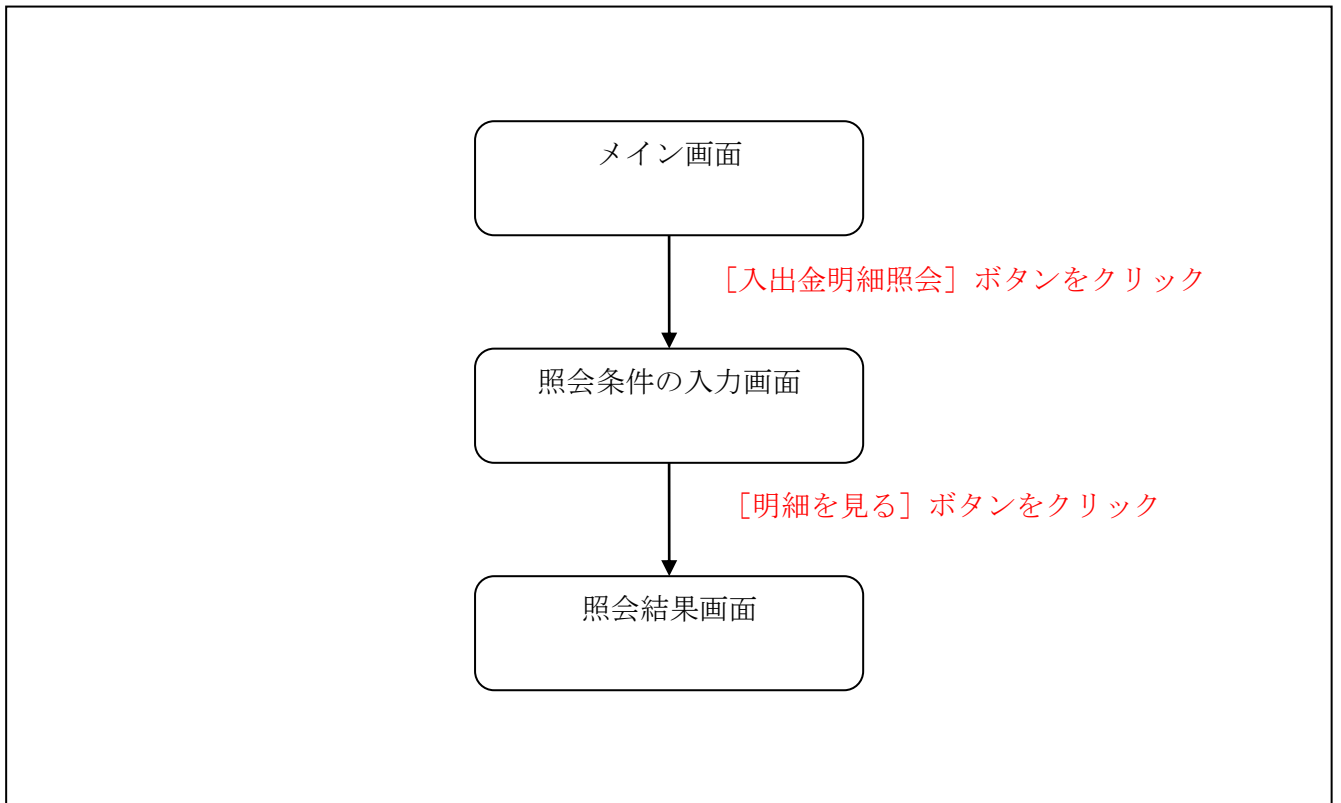 メイン画面
［入出金明細照会］ボタンをクリック
照会条件の入力画面
［明細を見る］ボタンをクリック
照会結果画面